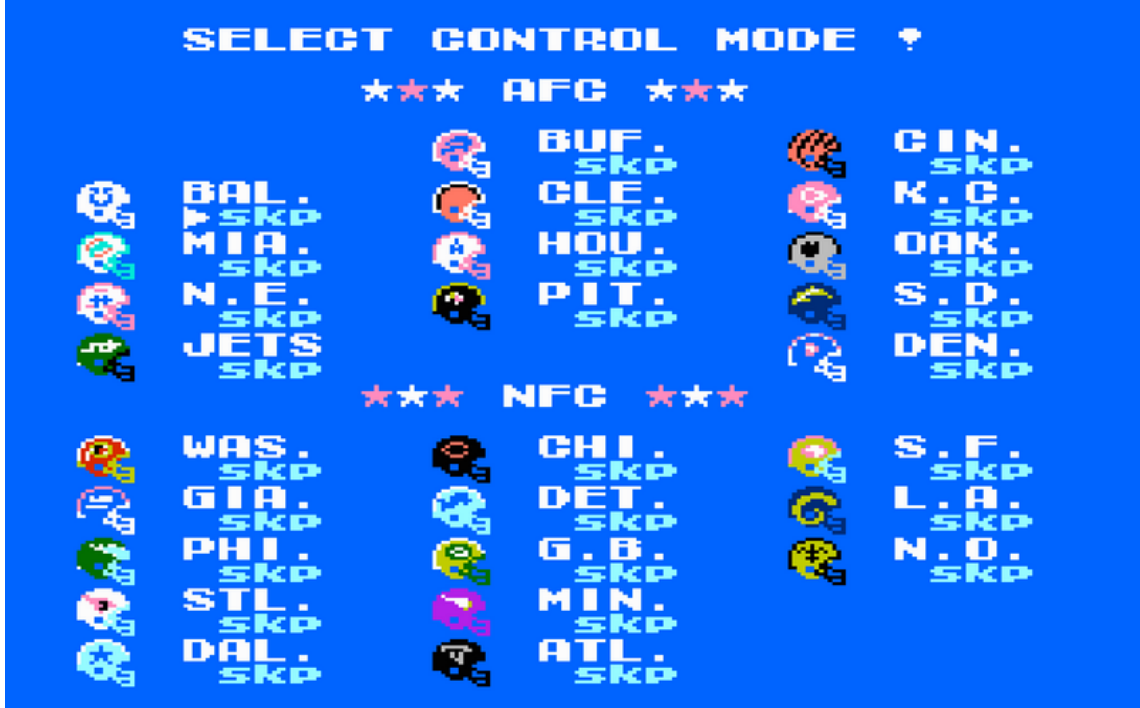 SELECT CONTROL MODE ?
★★★ AFC ★★★
BUF. CIN.
skp skp
BAL. CLE. K.C.
▶skp skp skp
MIA. HOU. OAK.
skp skp skp
N.E. PIT. S.D.
skp skp skp
JETS DEN.
skp skp
★★★ NFC ★★★
WAS. CHI. S.F.
skp skp skp
GIA. DET. L.A.
skp skp skp
PHI. G.B. N.O.
skp skp skp
STL. MIN.
skp skp
DAL. ATL.
skp skp